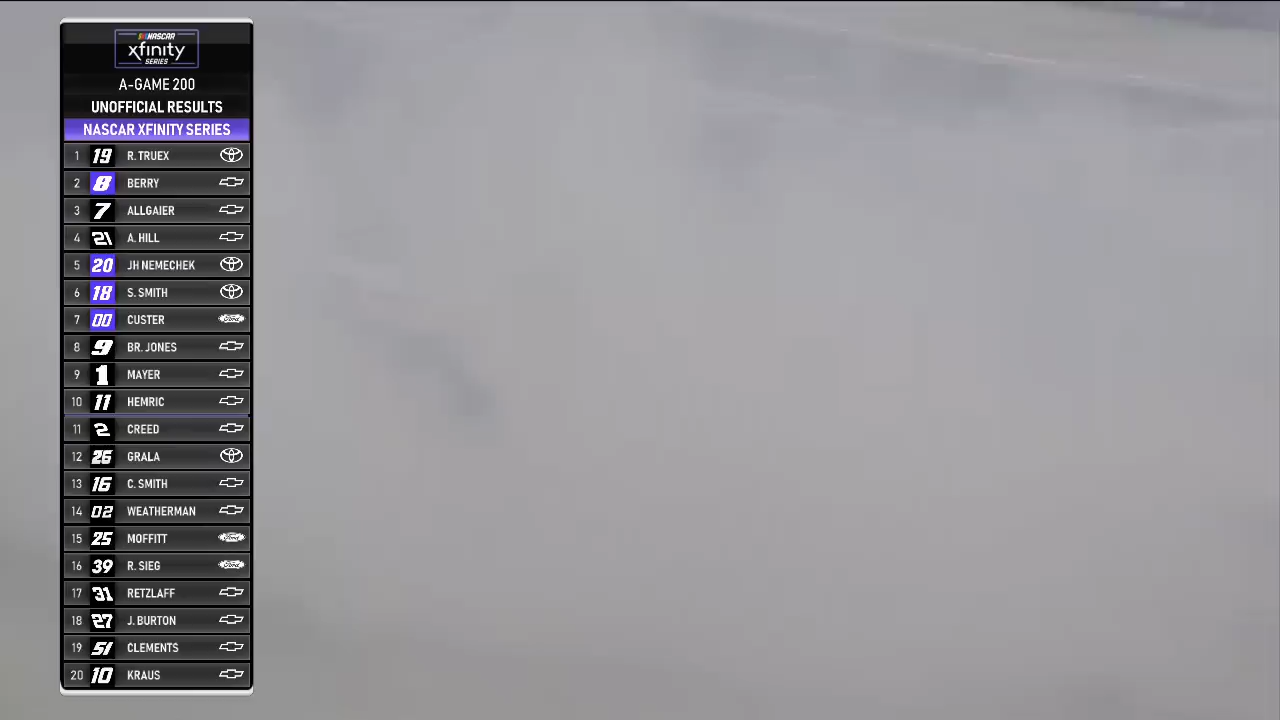 NASCAR
xfinity
SERIES
A-GAME 200
UNOFFICIAL RESULTS
NASCAR XFINITY SERIES
1 19 R. TRUEX
2 8 BERRY
3 7 ALLGAIER
4 21 A. HILL
5 20 JH NEMECHEK
6 18 S. SMITH
7 00 CUSTER Ford
8 9 BR. JONES
9 1 MAYER
10 11 HEMRIC
11 2 CREED
12 26 GRALA
13 16 C. SMITH
14 02 WEATHERMAN
15 25 MOFFITT Ford
16 39 R. SIEG Ford
17 31 RETZLAFF
18 27 J. BURTON
19 51 CLEMENTS
20 10 KRAUS